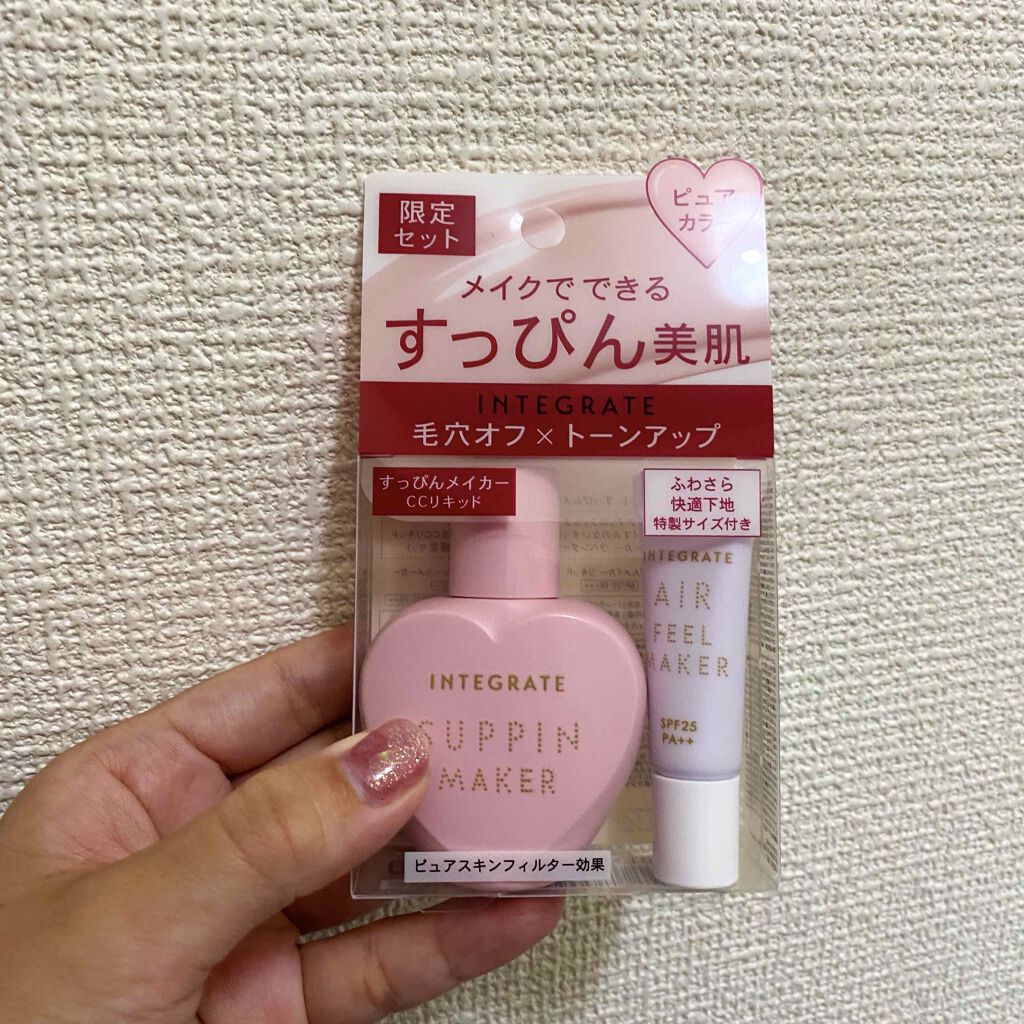 限定
セット
ピュア
カラー
メイクで できる
すっぴん美肌
INTEGRATE
毛穴オフ×トーンアップ
すっぴんメイカー
CCリキッド
ふわさら
快適下地
特製サイズ付き
INTEGRATE
SUPPIN
MAKER
INTEGRATE
AIR
FEEL
MAKER
SPF25
PA++
ピュアスキンフィルター効果